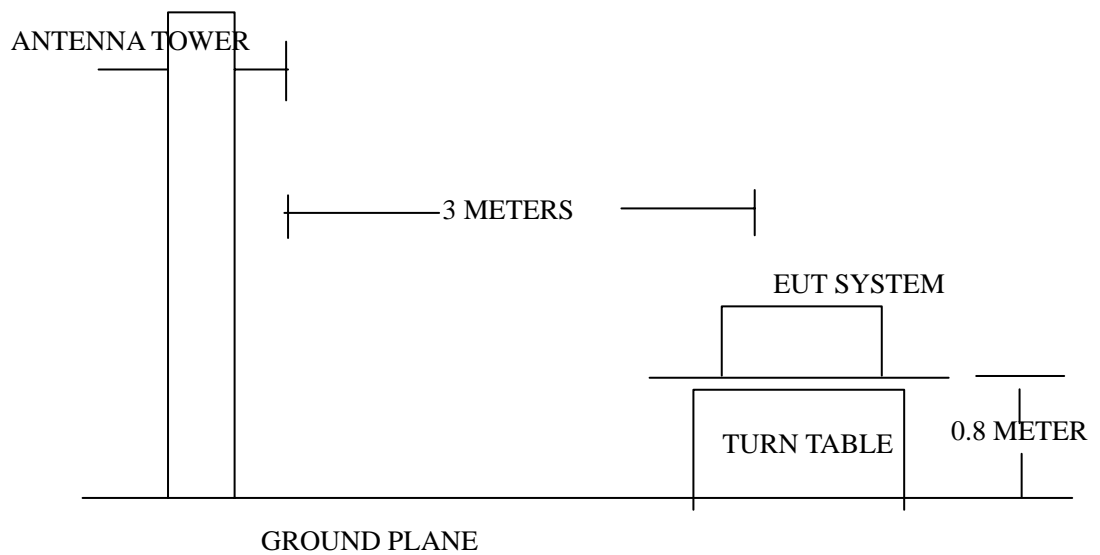 ANTENNA TOWER
3 METERS
EUT SYSTEM
TURN TABLE
0.8 METER
GROUND PLANE